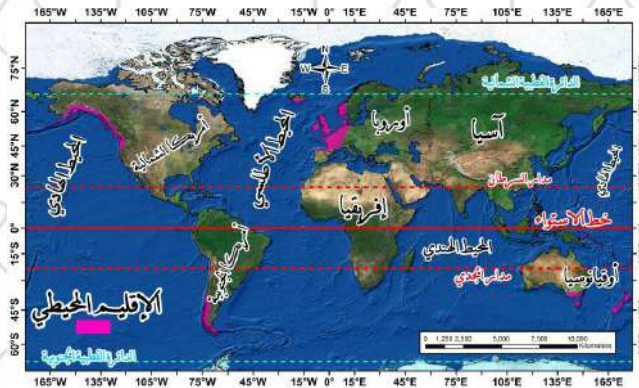 165°W 135°W 105°W 75°W 45°W 15°W 0° 15°E 45°E 75°E 105°E 135°E 165°E
N
W E
S
75°N
الدائرة القطبية الشمالية
60°N
أمريكا الشمالية
المحيط الأطلسي
أوروبا
آسيا
45°N
المحيط الهادي
المحيط الهادي
30°N
مدار السرطان
15°N
إفريقيا
خط الاستواء
0°
أمريكا الجنوبية
المحيط الهندي
15°S
مدار الجدي
أوقيانوسيا
الإقليم المحيطي
45°S
0 1,250 2,500 5,000 7,500 10,000
Kilometers
60°S
الدائرة القطبية الجنوبية
165°W 135°W 105°W 75°W 45°W 15°W 0° 15°E 45°E 75°E 105°E 135°E 165°E